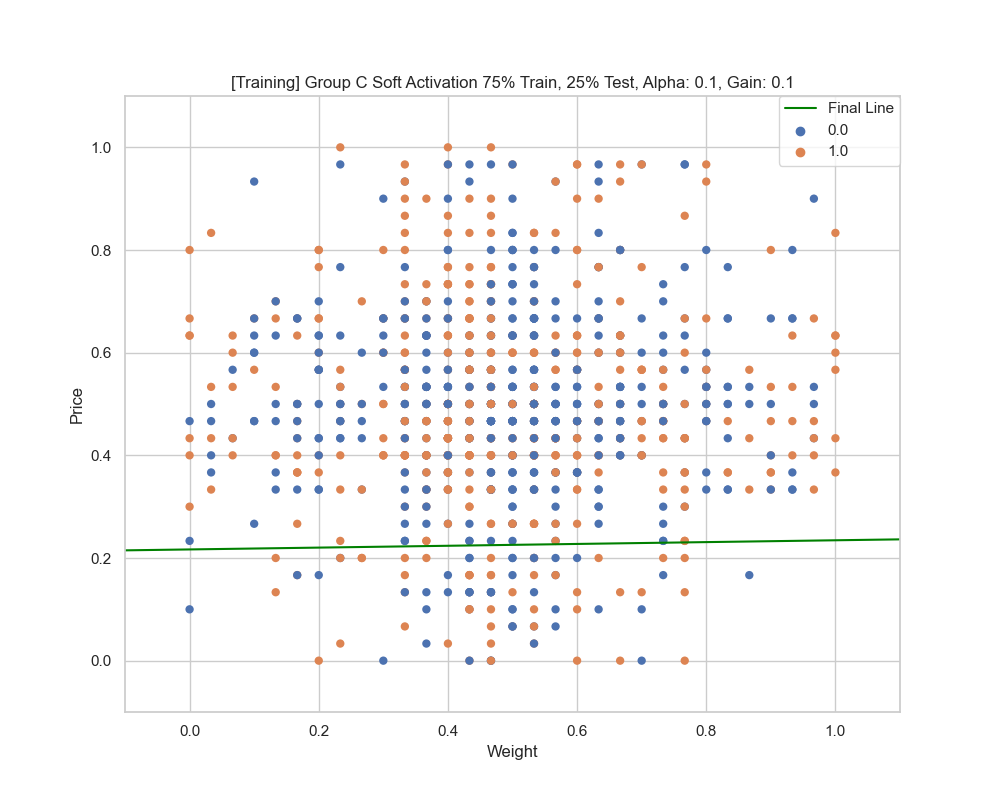 [Training] Group C Soft Activation 75% Train, 25% Test, Alpha: 0.1, Gain: 0.1
Final Line
0.0
1.0
1.0
0.8
0.6
0.4
0.2
0.0
Price
0.0 0.2 0.4 0.6 0.8 1.0
Weight